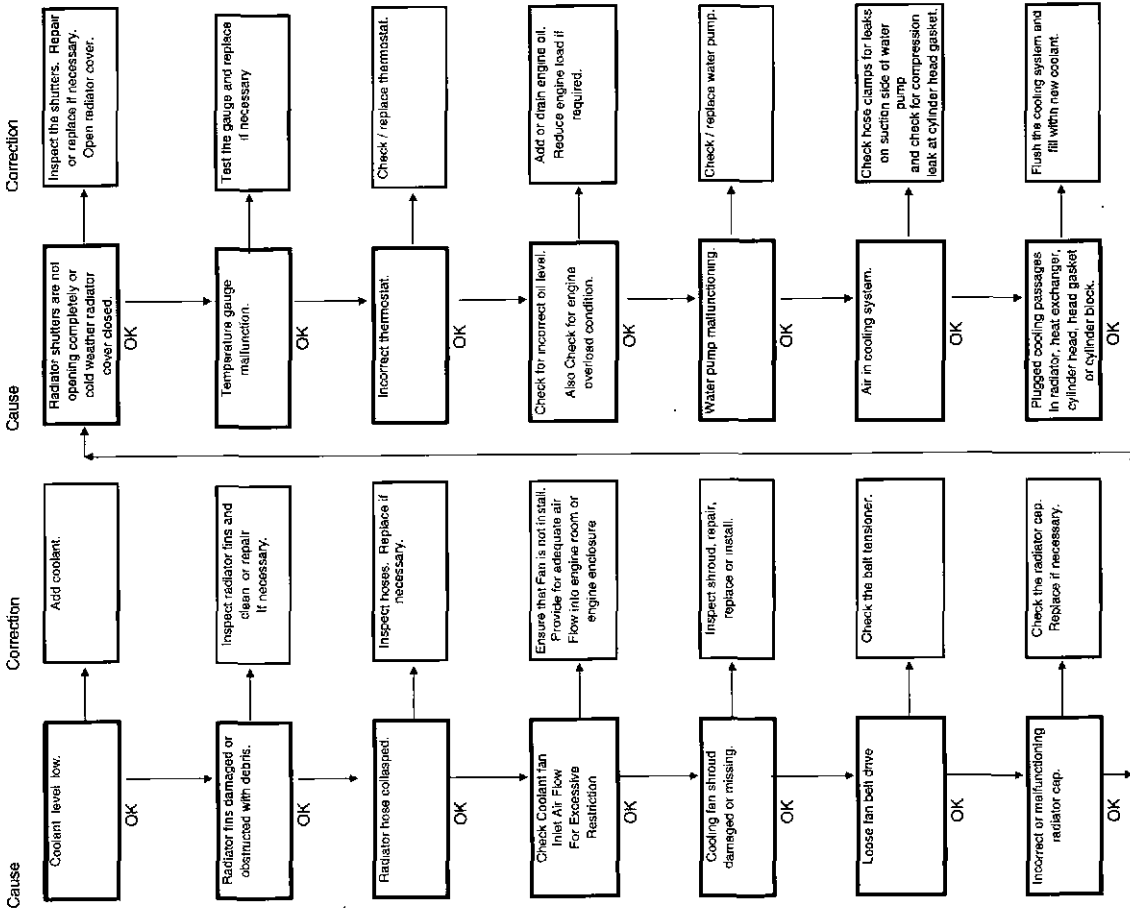 Cause
Correction
Coolant level low.
Add coolant.
OK
Radiator fins damaged or
obstructed with debris.
Inspect radiator fins and
clean or repair
If necessary.
OK
Radiator hose collasped.
Inspect hoses. Replace if
necessary.
OK
Check Coolant fan
Inlet Air Flow
For Excessive
Restriction
Ensure that Fan is not install.
Provide for adequate air
Flow into engine room or
engine enclosure
OK
Cooling fan shroud
damaged or missing.
Inspect shroud, repair,
replace or install.
OK
Loose fan belt drive
Check the belt tensioner.
OK
Incorrect or malfunctioning
radiator cap.
Check the radiator cap.
Replace if necessary.
OK
Cause
Correction
Radiator shutters are not
opening completely or
cold weather radiator
cover closed.
Inspect the shutters. Repair
or replace if necessary.
Open radiator cover.
OK
Temperature gauge
malfunction.
Test the gauge and replace
if necessary
OK
Incorrect thermostat.
Check / replace thermostat.
OK
Check for incorrect oil level.
Also Check for engine
overload condition.
Add or drain engine oil.
Reduce engine load if
required.
OK
Water pump malfunctioning.
Check / replace water pump.
OK
Air in cooling system.
Check hose clamps for leaks
on suction side of water
pump
and check for compression
leak at cylinder head gasket.
OK
Plugged cooling passages
In radiator, heat exchanger,
cylinder head, head gasket
or cylinder block.
Flush the cooling system and
fill within new coolant.
OK